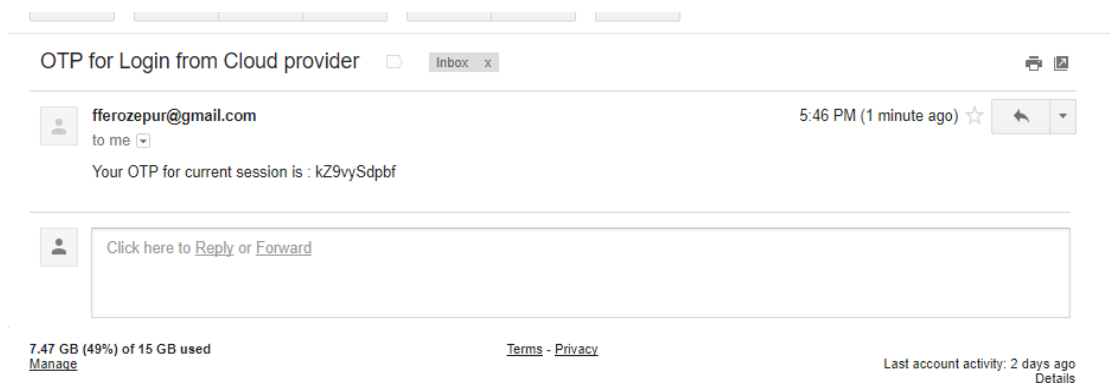 OTP for Login from Cloud provider
Inbox x
fferozepur@gmail.com
5:46 PM (1 minute ago)
to me
Your OTP for current session is : kZ9vySdpbf
Click here to Reply or Forward
7.47 GB (49%) of 15 GB used
Manage
Terms - Privacy
Last account activity: 2 days ago
Details